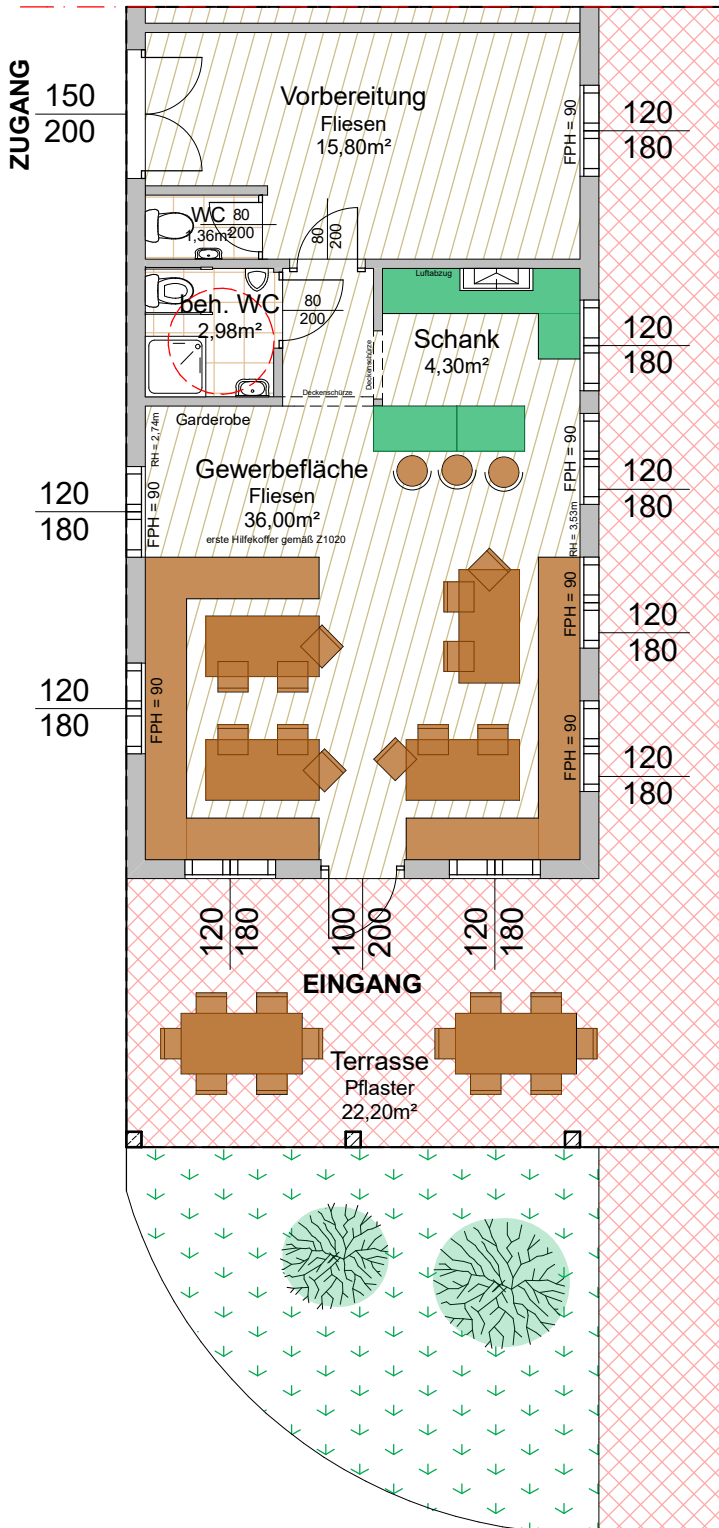 ZUGANG
150
200
Vorbereitung
Fliesen
15,80m²
FPH = 90
120
180
WC
1,36m²
80
200
80
200
beh. WC
2,98m²
80
200
Luftabzug
Schank
4,30m²
Deckenschürze
Deckenschürze
120
180
Garderobe
RH = 2,74m
Gewerbefläche
Fliesen
36,00m²
erste Hilfekoffer gemäß Z1020
FPH = 90
120
180
FPH = 90
RH = 3,53m
120
180
FPH = 90
120
180
FPH = 90
120
180
FPH = 90
120
180
120
180
100
200
120
180
EINGANG
Terrasse
Pflaster
22,20m²